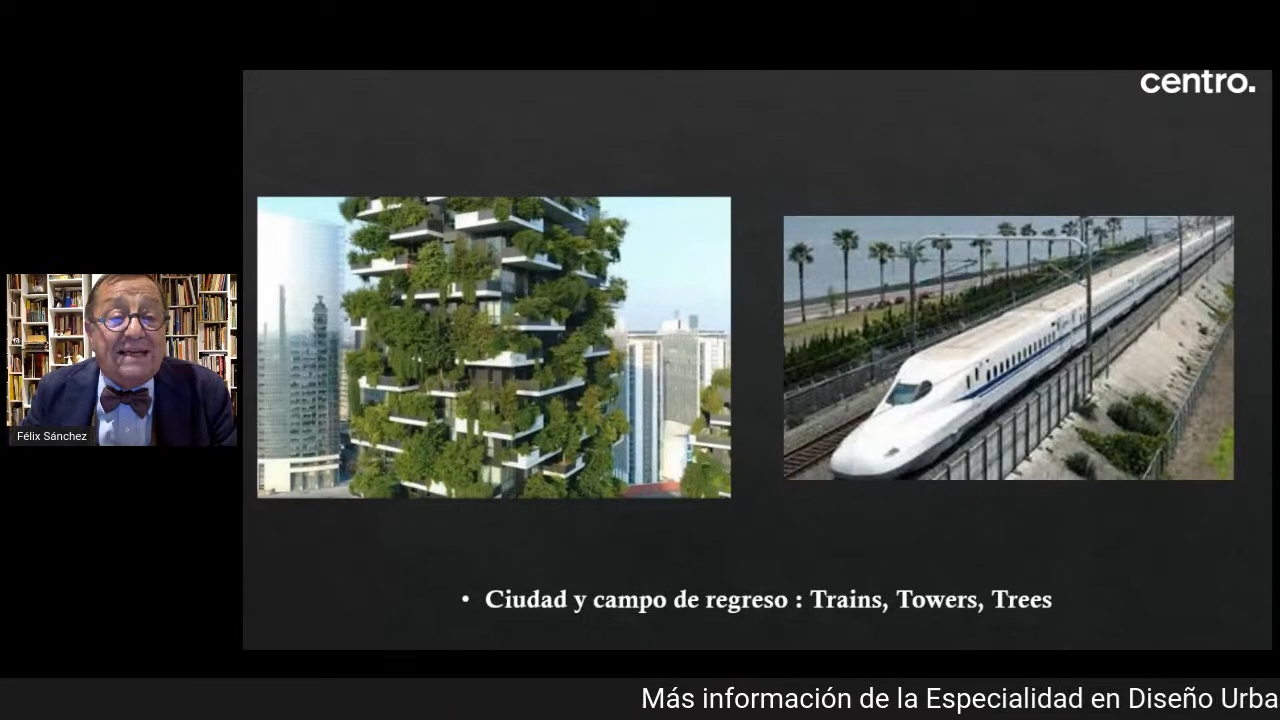 centro.
Félix Sánchez
• Ciudad y campo de regreso : Trains, Towers, Trees
Más información de la Especialidad en Diseño Urba